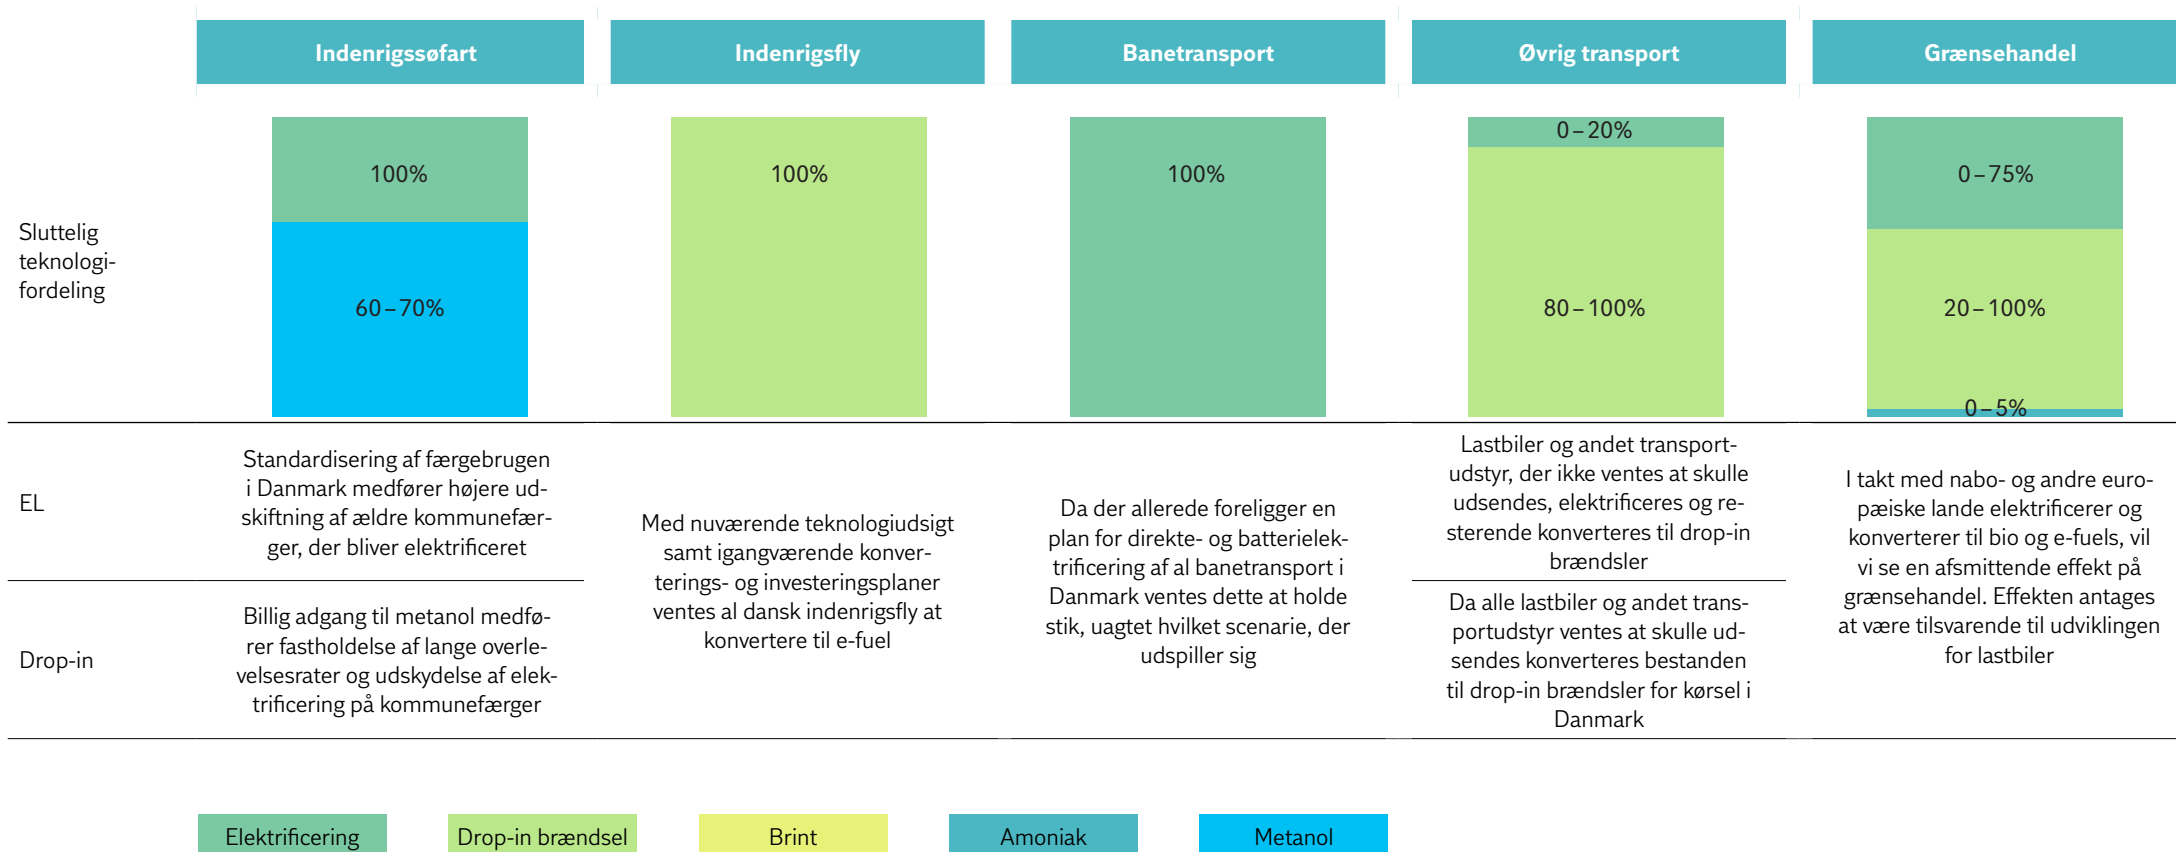 Indenrigssøfart
Indenrigsfly
Banetransport
Øvrig transport
Grænsehandel
Sluttelig
teknologi-
fordeling
100%
60–70%
100%
100%
0–20%
80–100%
0–75%
20–100%
0–5%
EL
Standardisering af færgebrugen
i Danmark medfører højere ud-
skiftning af ældre kommunefær-
ger, der bliver elektrificeret
Med nuværende teknologiudsigt
samt igangværende konver-
terings- og investeringsplaner
ventes al dansk indenrigsfly at
konvertere til e-fuel
Da der allerede foreligger en
plan for direkte- og batterielek-
trificering af al banetransport i
Danmark ventes dette at holde
stik, uagtet hvilket scenarie, der
udspiller sig
Lastbiler og andet transport-
udstyr, der ikke ventes at skulle
udsendes, elektrificeres og re-
sterende konverteres til drop-in
brændsler
I takt med nabo- og andre euro-
pæiske lande elektrificerer og
konverterer til bio og e-fuels, vil
vi se en afsmittende effekt på
grænsehandel. Effekten antages
at være tilsvarende til udviklingen
for lastbiler
Drop-in
Billig adgang til metanol medfø-
rer fastholdelse af lange overle-
velsesrater og udskydelse af elek-
trificering på kommunefærger
Da alle lastbiler og andet trans-
portudstyr ventes at skulle ud-
sendes konverteres bestanden
til drop-in brændsler for kørsel i
Danmark
Elektrificering
Drop-in brændsel
Brint
Amoniak
Metanol